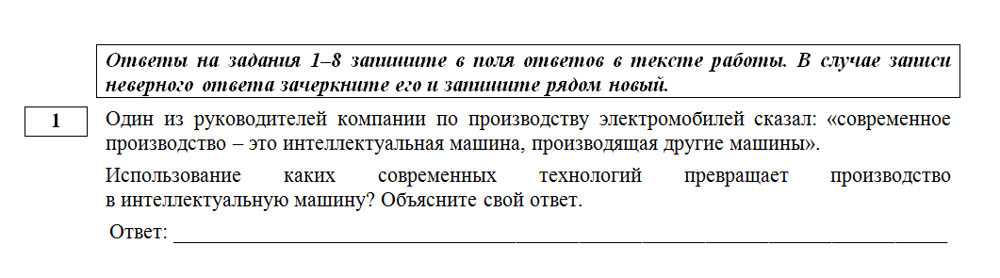 Ответы на задания 1–8 запишите в поля ответов в тексте работы. В случае записи
неверного ответа зачеркните его и запишите рядом новый.
1
Один из руководителей компании по производству электромобилей сказал: «современное
производство – это интеллектуальная машина, производящая другие машины».
Использование каких современных технологий превращает производство
в интеллектуальную машину? Объясните свой ответ.
Ответ: